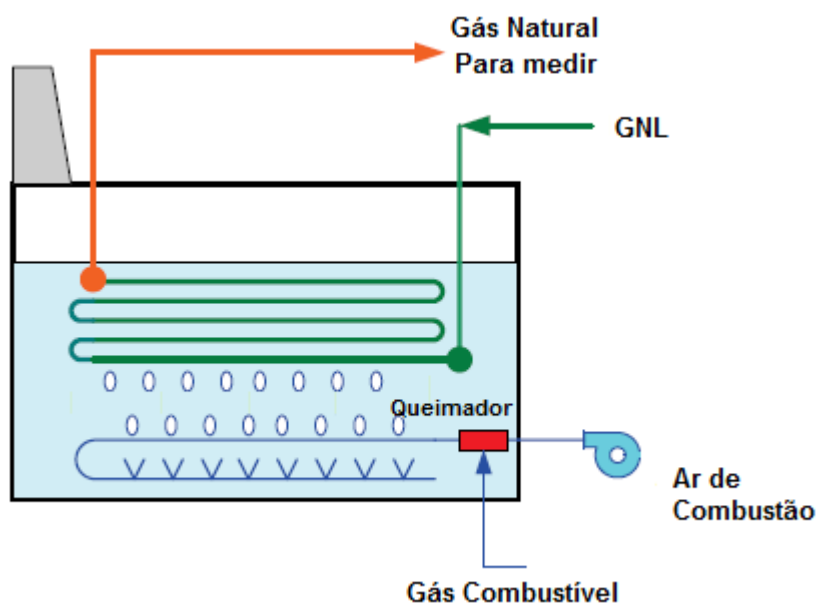 Gás Natural
Para medir
GNL
Queimador
Ar de
Combustão
Gás Combustível